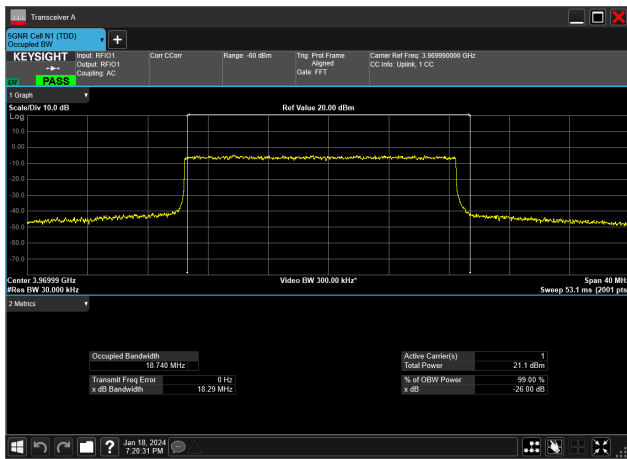 Transceiver A
5GNR Cell N1 (TDD)
Occupied BW
KEYSIGHT
LXI
PASS
Input: RFIO1
Output: RFIO1
Coupling: AC
Corr CCorr
Range: -60 dBm
Trig: Prot Frame
Aligned
Gate: FFT
Carrier Ref Freq: 3.969990000 GHz
CC Info: Uplink, 1 CC
1 Graph
Scale/Div 10.0 dB
Ref Value 20.00 dBm
Log
10.0
0.00
-10.0
-20.0
-30.0
-40.0
-50.0
-60.0
-70.0
Center 3.96999 GHz
Video BW 300.00 kHz*
Span 40 MHz
#Res BW 30.000 kHz
Sweep 53.1 ms (2001 pts
2 Metrics
Occupied Bandwidth
18.740 MHz
Transmit Freq Error 0 Hz
x dB Bandwidth 18.29 MHz
Active Carrier(s) 1
Total Power 21.1 dBm
% of OBW Power 99.00 %
x dB -26.00 dB
?
Jan 18, 2024
7:20:31 PM